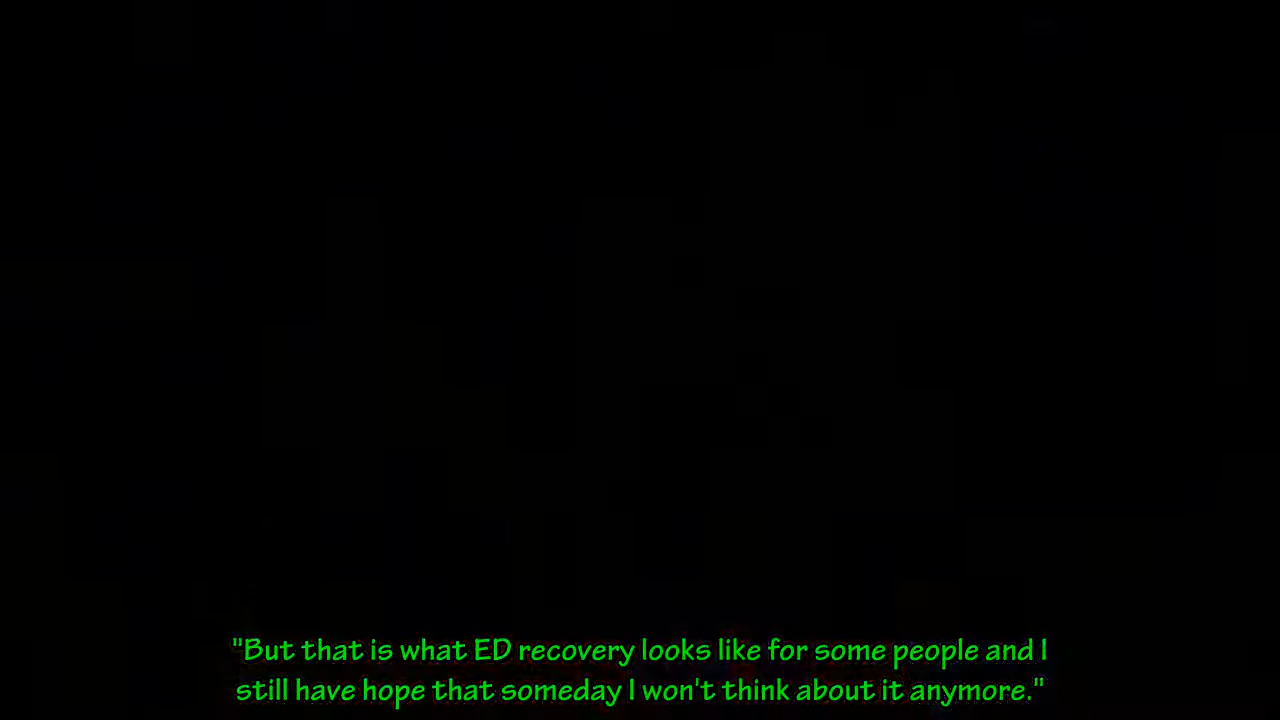 "But that is what ED recovery looks like for some people and I
still have hope that someday I won't think about it anymore."